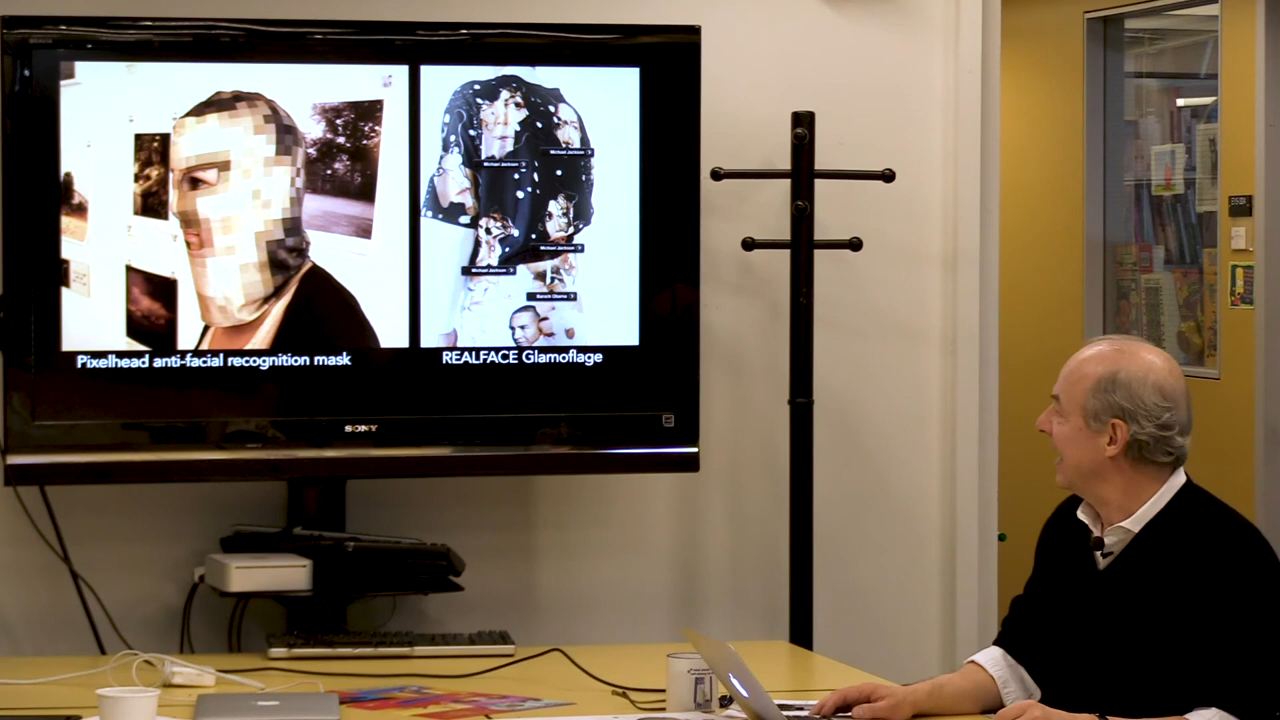 Michael Jackson
Michael Jackson
Michael Jackson
Michael Jackson
Barack Obama
Pixelhead anti-facial recognition mask
REALFACE Glamoflage
SONY